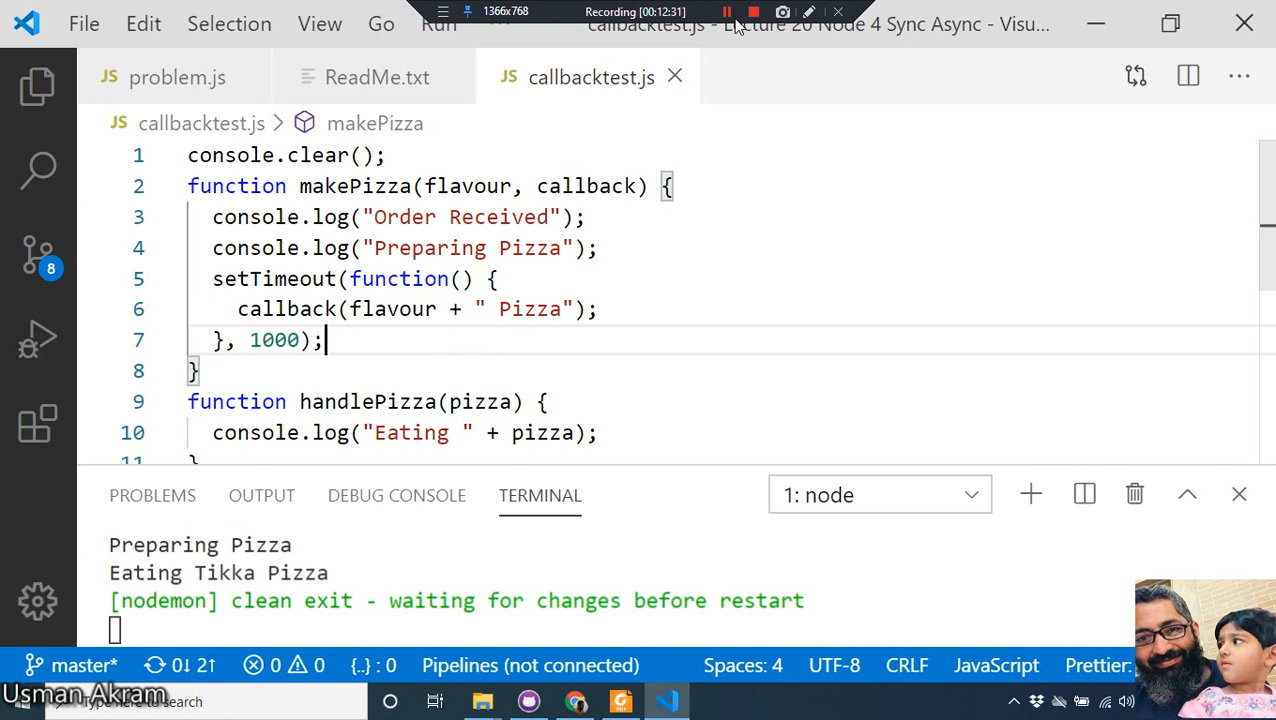 1366x768
Recording [00:12:31]
File Edit Selection View Go Run callbacktest.js - Lecture 20 Node 4 Sync Async - Visu...
JS problem.js
ReadMe.txt
JS callbacktest.js
JS callbacktest.js > makePizza
1 console.clear();
2 function makePizza(flavour, callback) {
3 console.log("Order Received");
4 console.log("Preparing Pizza");
5 setTimeout(function() {
6 callback(flavour + " Pizza");
7 }, 1000);
8 }
9 function handlePizza(pizza) {
10 console.log("Eating " + pizza);
11 }
8
PROBLEMS OUTPUT DEBUG CONSOLE TERMINAL 1: node
Preparing Pizza
Eating Tikka Pizza
[nodemon] clean exit - waiting for changes before restart
master* 0↓ 2↑ 0 0 {..} : 0 Pipelines (not connected) Spaces: 4 UTF-8 CRLF JavaScript Prettier:
Usman Akram
Type here to search